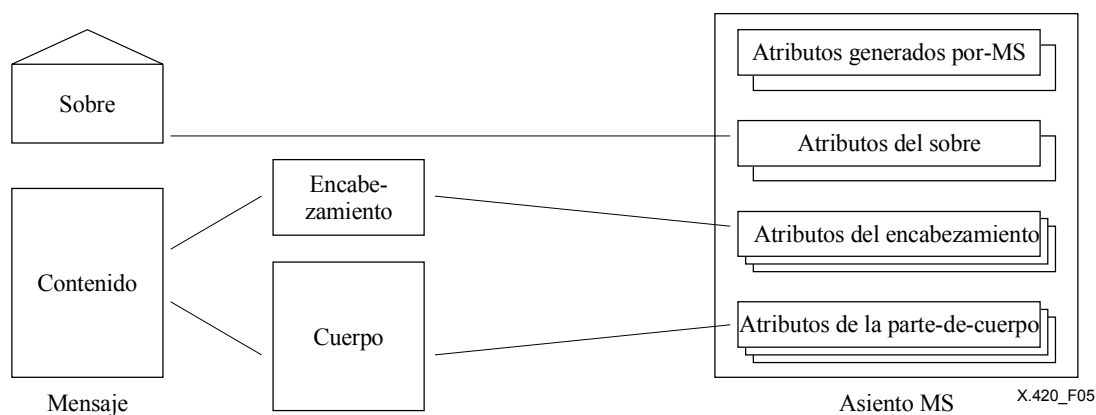 Sobre
Contenido
Mensaje
Encabe-
zamiento
Cuerpo
Atributos generados por-MS
Atributos del sobre
Atributos del encabezamiento
Atributos de la parte-de-cuerpo
Asiento MS
X.420_F05